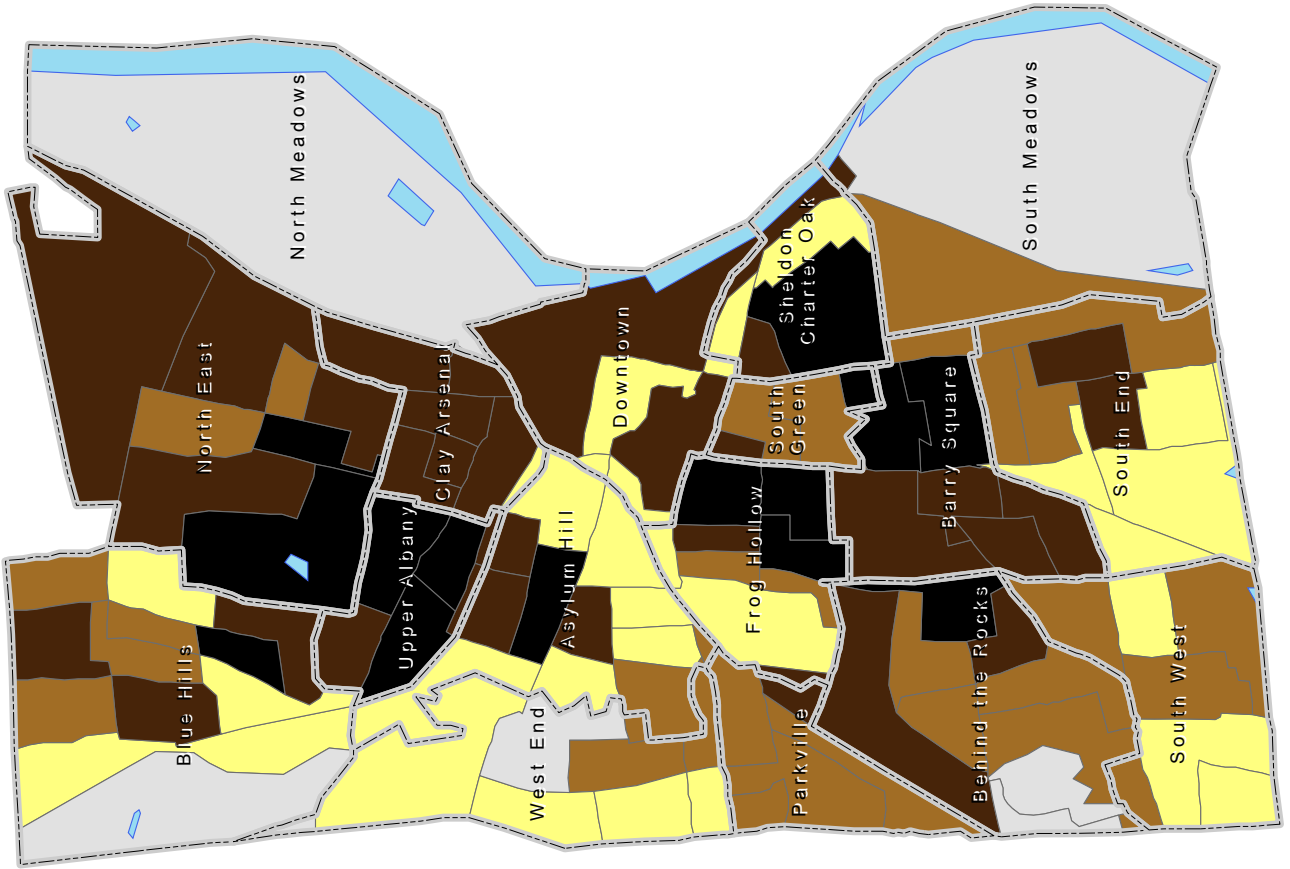 North Meadows
South Meadows
Sheldon
Charter Oak
North East
Clay Arsenal
Downtown
South
Green
Barry Square
South End
Upper Albany
Asylum Hill
Frog Hollow
Blue Hills
West End
Parkville
Behind the Rocks
South West